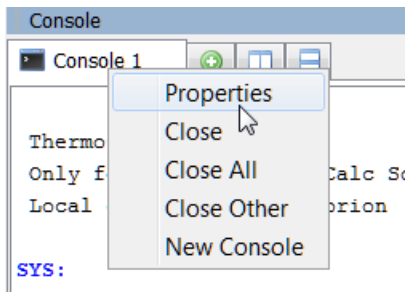 Console
Console 1
Properties
Close
Close All
Close Other
New Console
Thermo
Only f Calc So
Local orion
SYS: